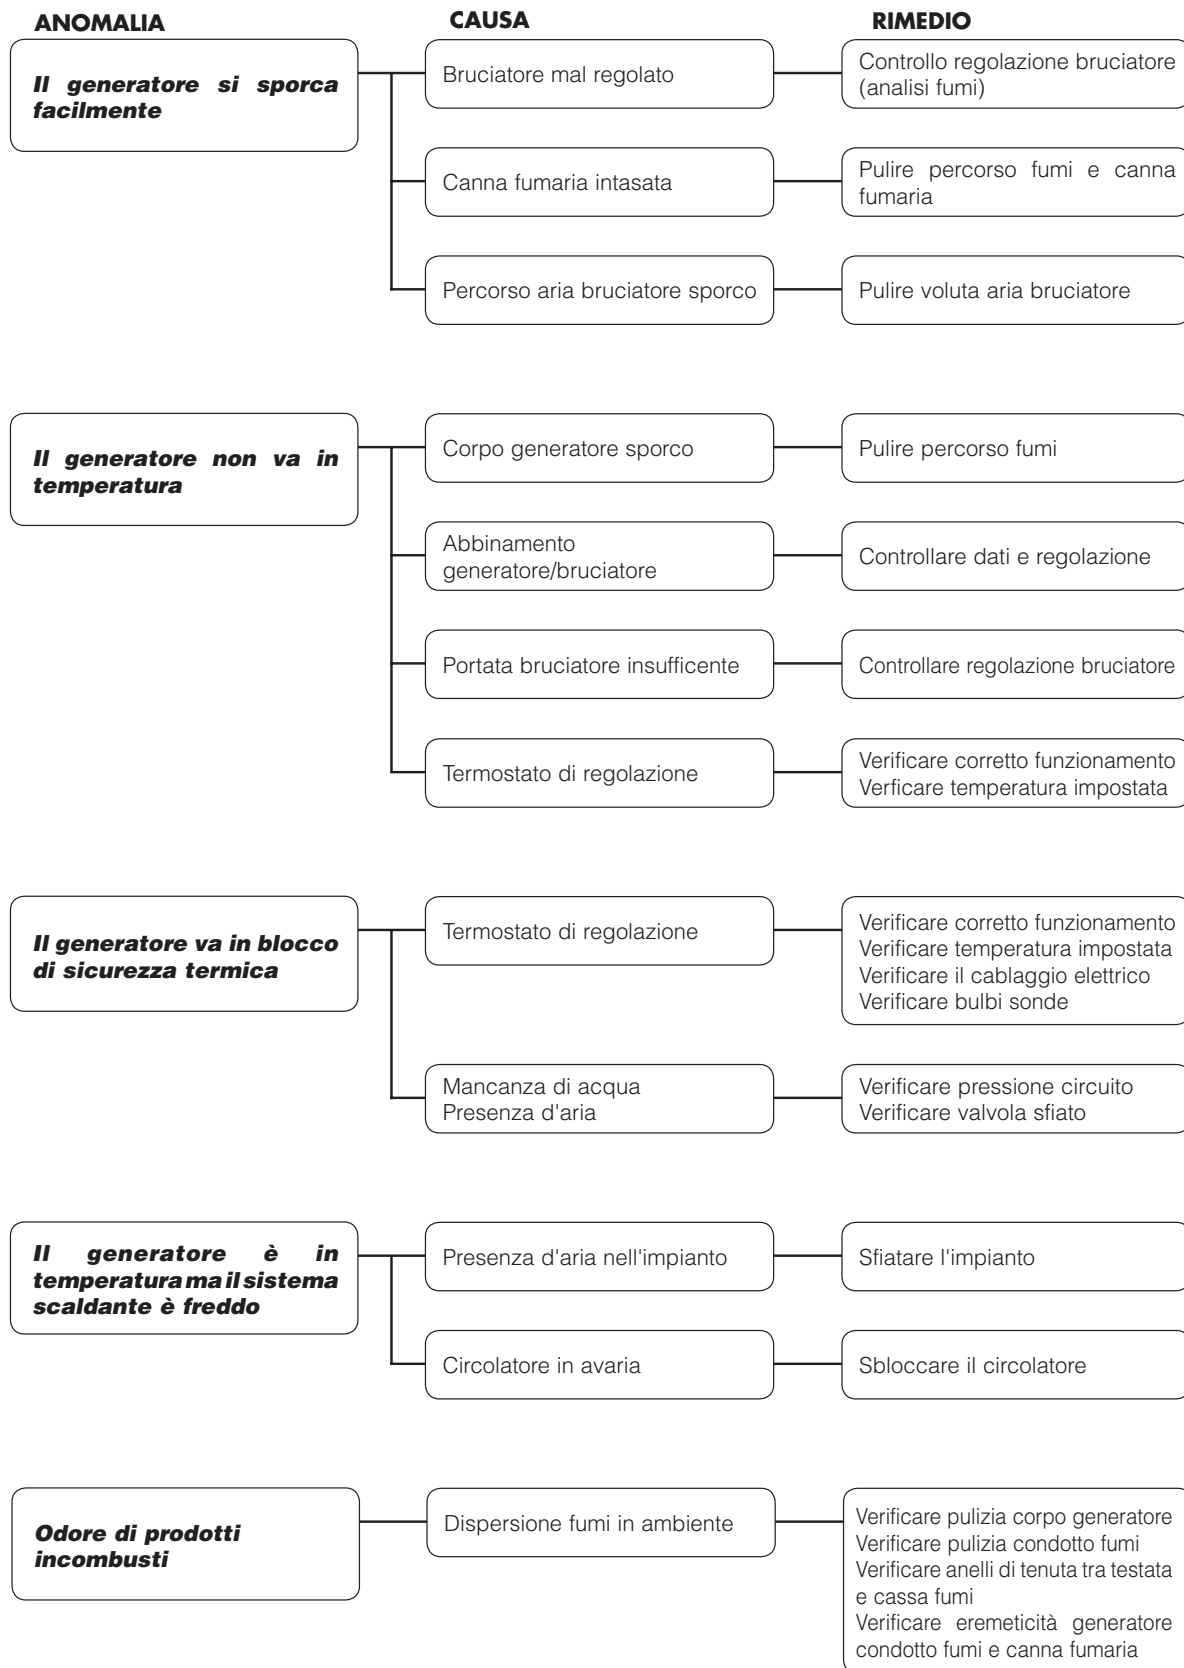 ANOMALIA
CAUSA
RIMEDIO
Il generatore si sporca
facilmente
Bruciatore mal regolato
Controllo regolazione bruciatore
(analisi fumi)
Canna fumaria intasata
Pulire percorso fumi e canna
fumaria
Percorso aria bruciatore sporco
Pulire voluta aria bruciatore
Il generatore non va in
temperatura
Corpo generatore sporco
Pulire percorso fumi
Abbinamento
generatore/bruciatore
Controllare dati e regolazione
Portata bruciatore insufficente
Controllare regolazione bruciatore
Termostato di regolazione
Verificare corretto funzionamento
Verficare temperatura impostata
Il generatore va in blocco
di sicurezza termica
Termostato di regolazione
Verificare corretto funzionamento
Verificare temperatura impostata
Verificare il cablaggio elettrico
Verificare bulbi sonde
Mancanza di acqua
Presenza d'aria
Verificare pressione circuito
Verificare valvola sfiato
Il generatore è in
temperatura ma il sistema
scaldante è freddo
Presenza d'aria nell'impianto
Sfiatare l'impianto
Circolatore in avaria
Sbloccare il circolatore
Odore di prodotti
incombusti
Dispersione fumi in ambiente
Verificare pulizia corpo generatore
Verificare pulizia condotto fumi
Verificare anelli di tenuta tra testata
e cassa fumi
Verificare eremeticità generatore
condotto fumi e canna fumaria